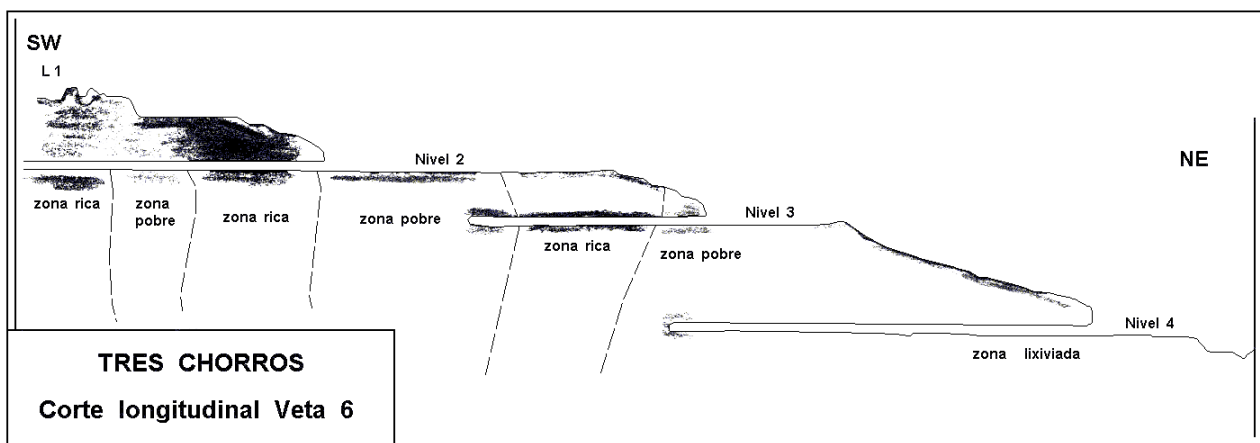 SW
L 1
NE
Nivel 2
zona rica
zona
pobre
zona rica
zona pobre
Nivel 3
zona rica
zona pobre
Nivel 4
zona lixiviada
TRES CHORROS
Corte longitudinal Veta 6